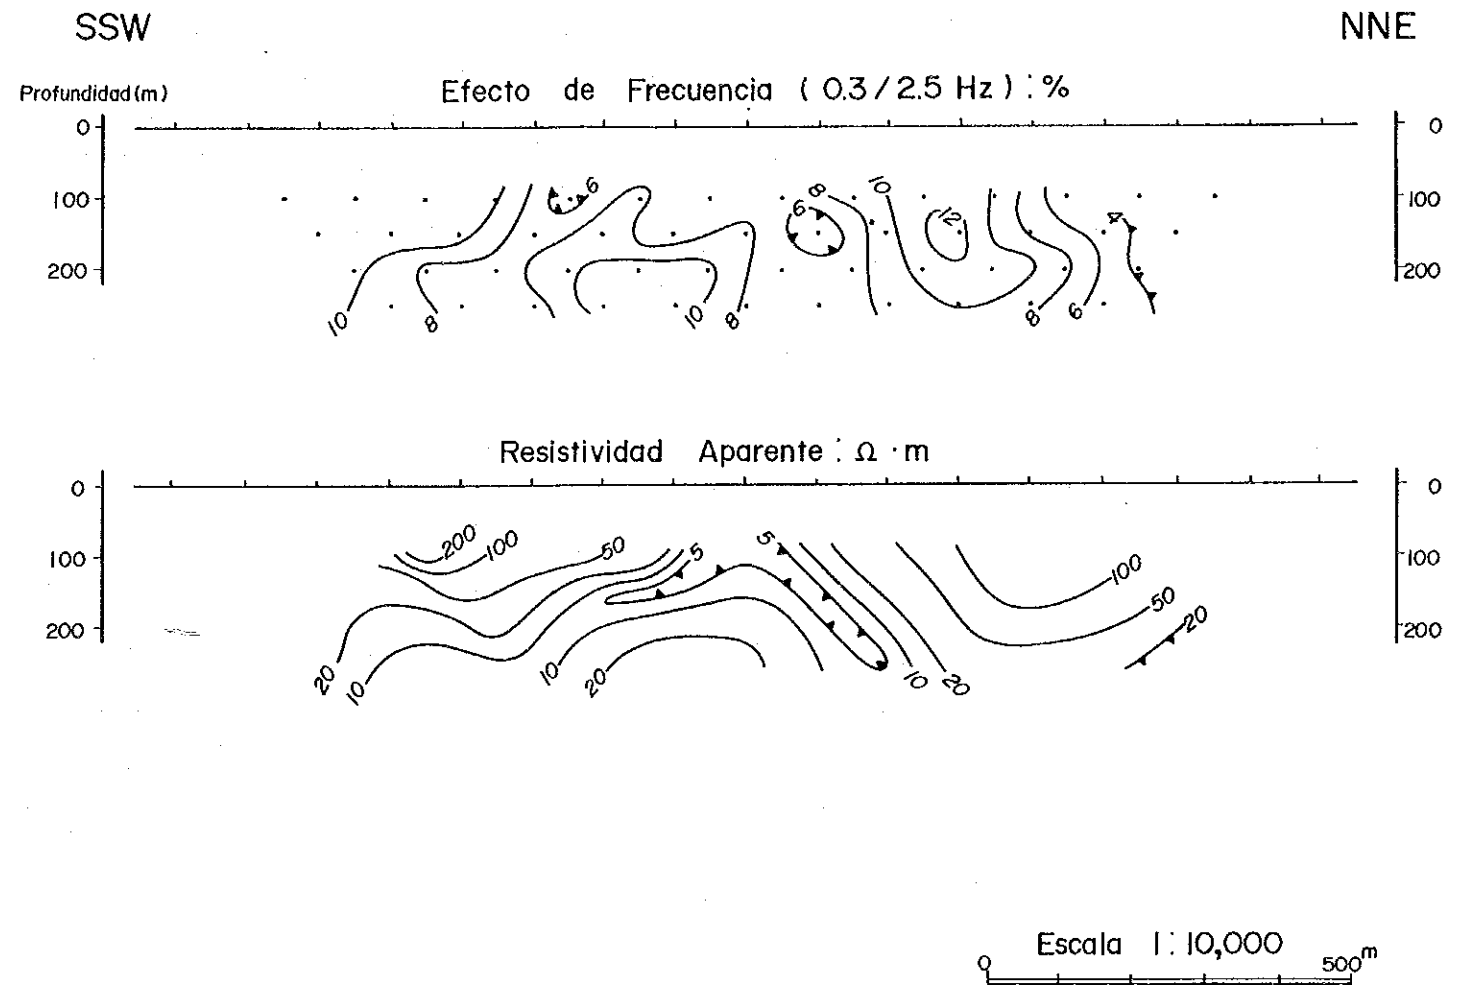 SSW NNE
Profundidad (m)
Efecto de Frecuencia ( 0.3 / 2.5 Hz ) : %
0 0
100 100
200 200
6 8 10
6 12 4
10 8 10 8 8 6
Resistividad Aparente : Ω · m
0 0
100 100
200 200
200 100 50 5 5 100
50
20
20 10 10 20 10 20
Escala 1 : 10,000
0 500 m